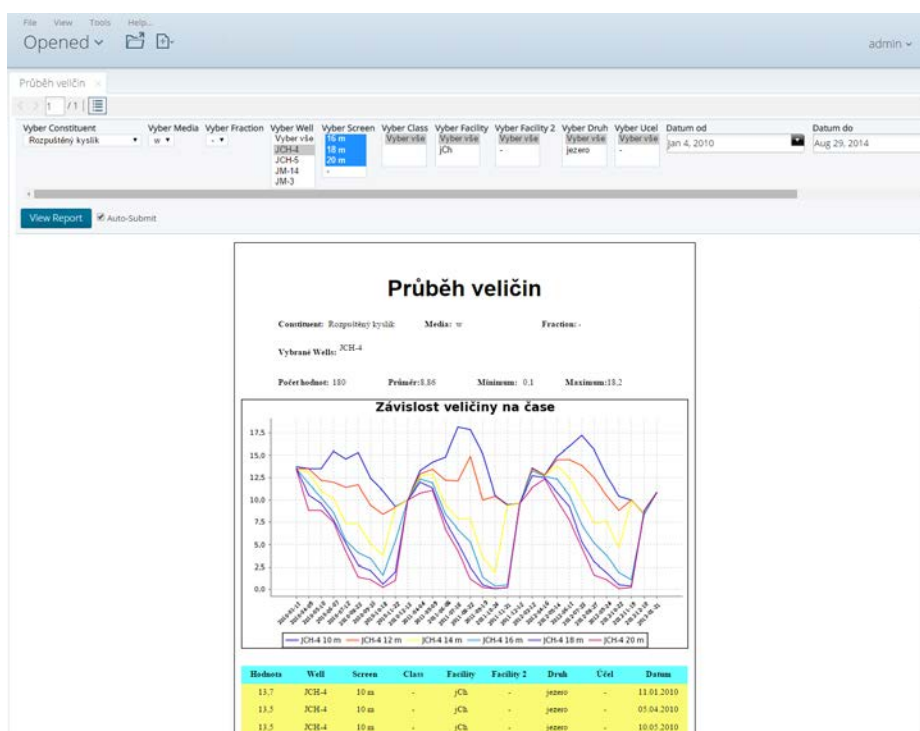 File View Tools Help...
Opened
admin
Průběh veličin
1 /1
Vyber Constituent Vyber Media Vyber Fraction Vyber Well Vyber Screen Vyber Class Vyber Facility Vyber Facility 2 Vyber Druh Vyber Ucel Datum od Datum do
Rozpuštěný kyslík w - Vyber vše 16 m Vyber vše Vyber vše Vyber vše Vyber vše Vyber vše Jan 4, 2010 Aug 29, 2014
JCH-4 18 m jCh - jezero -
JCH-5 20 m
JM-14 -
JM-3
View Report Auto-Submit
Průběh veličin
Constituent: Rozpuštěný kyslík Media: w Fraction: -
Vybrané Wells: JCH-4
Počet hodnot: 180 Průměr:8.86 Minimum: 0.1 Maximum:18.2
Závislost veličiny na čase
17,5
15,0
12,5
10,0
7,5
5,0
2,5
0,0
JCH-4 10 m JCH-4 12 m JCH-4 14 m JCH-4 16 m JCH-4 18 m JCH-4 20 m
Hodnota Well Screen Class Facility Facility 2 Druh Účel Datum
13,7 JCH-4 10 m - jCh - jezero - 11.01.2010
13,5 JCH-4 10 m - jCh - jezero - 05.04.2010
13,5 JCH-4 10 m - jCh - jezero - 10.05.2010